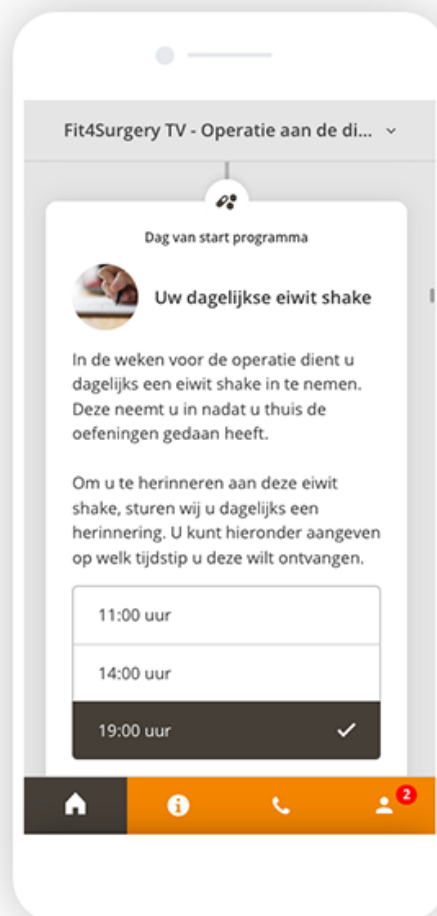 Fit4Surgery TV - Operatie aan de di...
Dag van start programma
Uw dagelijkse eiwit shake
In de weken voor de operatie dient u
dagelijks een eiwit shake in te nemen.
Deze neemt u in nadat u thuis de
oefeningen gedaan heeft.
Om u te herinneren aan deze eiwit
shake, sturen wij u dagelijks een
herinnering. U kunt hieronder aangeven
op welk tijdstip u deze wilt ontvangen.
11:00 uur
14:00 uur
19:00 uur
2